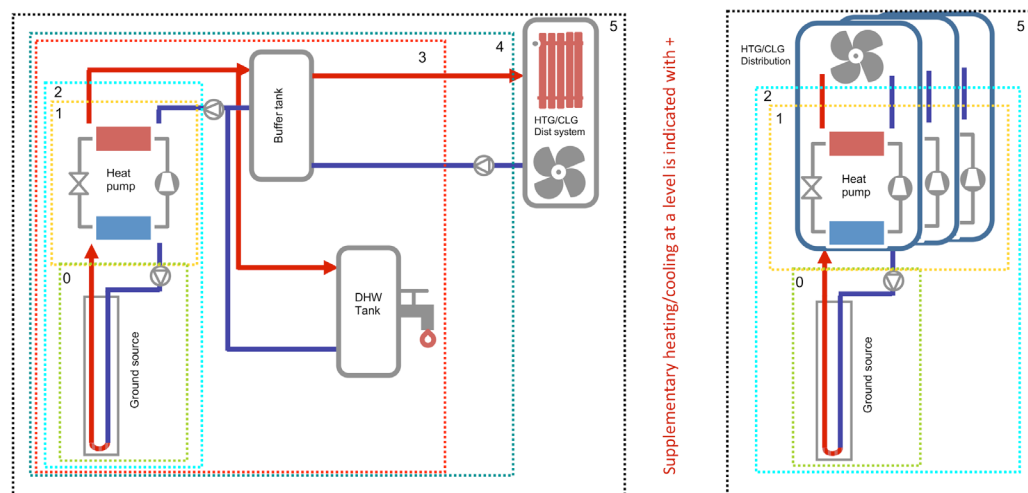 5
4
3
2
1
Buffer tank
HTG/CLG
Dist system
Heat
pump
0
DHW
Tank
Ground source
Supplementary heating/cooling at a level is indicated with +
5
HTG/CLG
Distribution
2
1
Heat
pump
0
Ground source